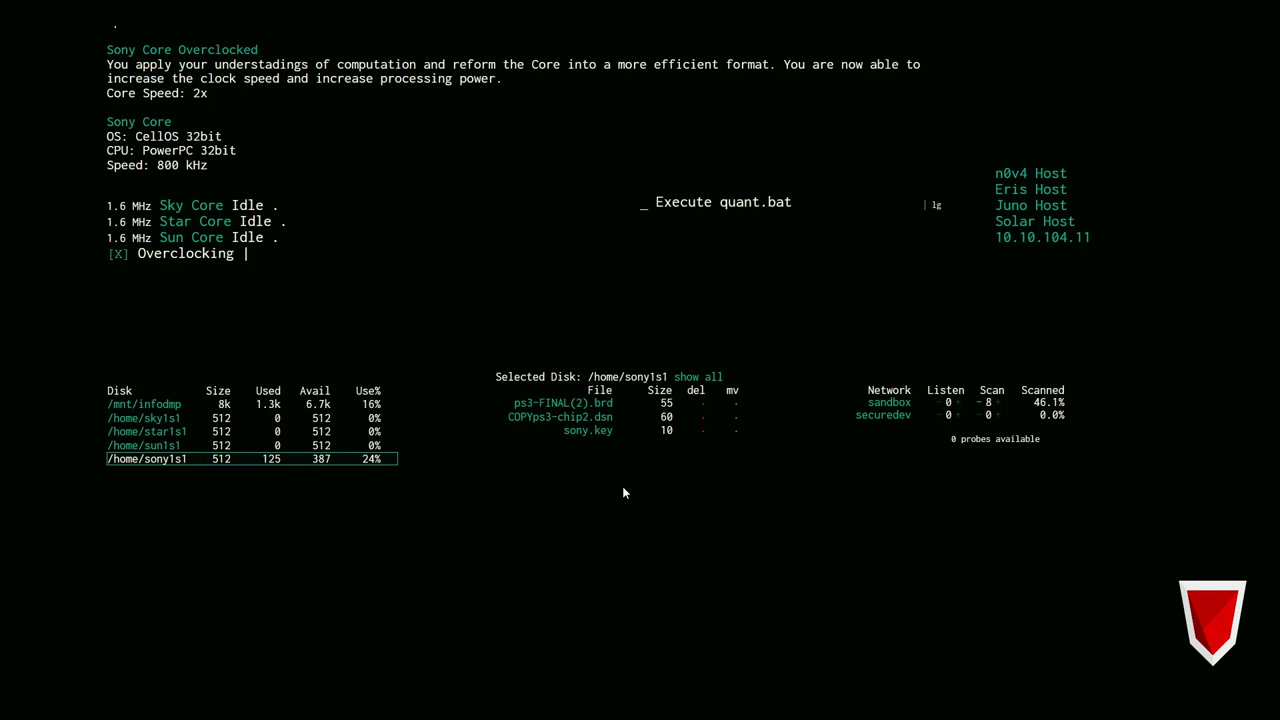 .
Sony Core Overclocked
You apply your understadings of computation and reform the Core into a more efficient format. You are now able to
increase the clock speed and increase processing power.
Core Speed: 2x
Sony Core
OS: CellOS 32bit
CPU: PowerPC 32bit
Speed: 800 kHz
1.6 MHz Sky Core Idle .
1.6 MHz Star Core Idle .
1.6 MHz Sun Core Idle .
[X] Overclocking |
_ Execute quant.bat
| lg
n0v4 Host
Eris Host
Juno Host
Solar Host
10.10.104.11
Disk Size Used Avail Use%
/mnt/infodmp 8k 1.3k 6.7k 16%
/home/sky1s1 512 0 512 0%
/home/star1s1 512 0 512 0%
/home/sun1s1 512 0 512 0%
/home/sony1s1 512 125 387 24%
Selected Disk: /home/sony1s1 show all
File Size del mv
ps3-FINAL(2).brd 55 . .
COPYps3-chip2.dsn 60 . .
sony.key 10 . .
Network Listen Scan Scanned
sandbox -0+ -8+ 46.1%
securedev -0+ -0+ 0.0%
0 probes available